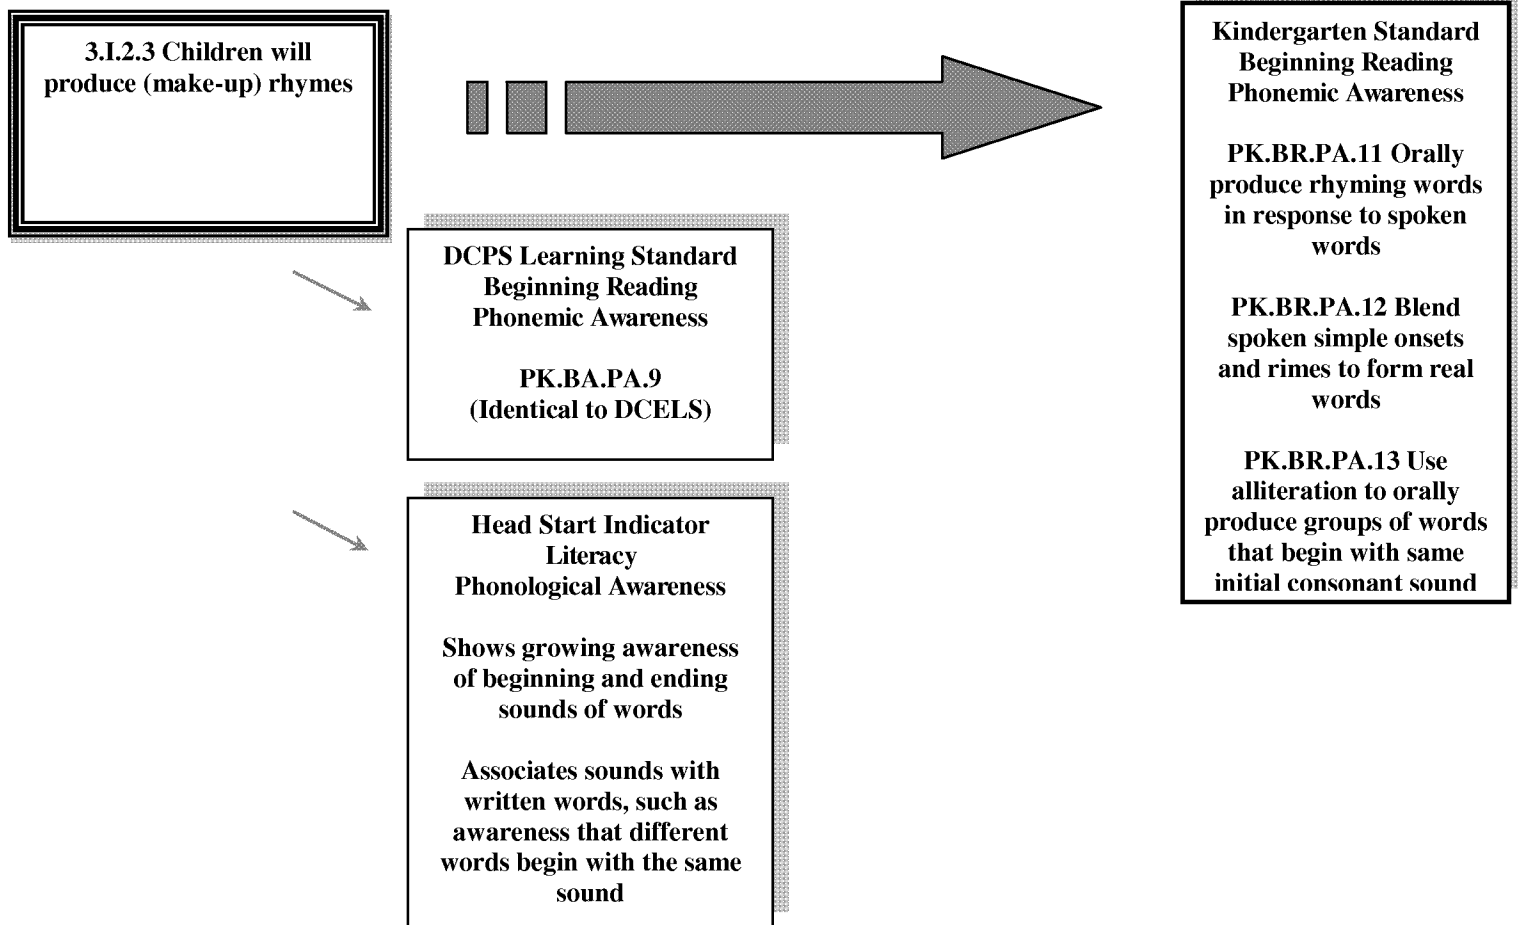 3.I.2.3 Children will
produce (make-up) rhymes
DCPS Learning Standard
Beginning Reading
Phonemic Awareness
PK.BA.PA.9
(Identical to DCELS)
Head Start Indicator
Literacy
Phonological Awareness
Shows growing awareness
of beginning and ending
sounds of words
Associates sounds with
written words, such as
awareness that different
words begin with the same
sound
Kindergarten Standard
Beginning Reading
Phonemic Awareness
PK.BR.PA.11 Orally
produce rhyming words
in response to spoken
words
PK.BR.PA.12 Blend
spoken simple onsets
and rimes to form real
words
PK.BR.PA.13 Use
alliteration to orally
produce groups of words
that begin with same
initial consonant sound